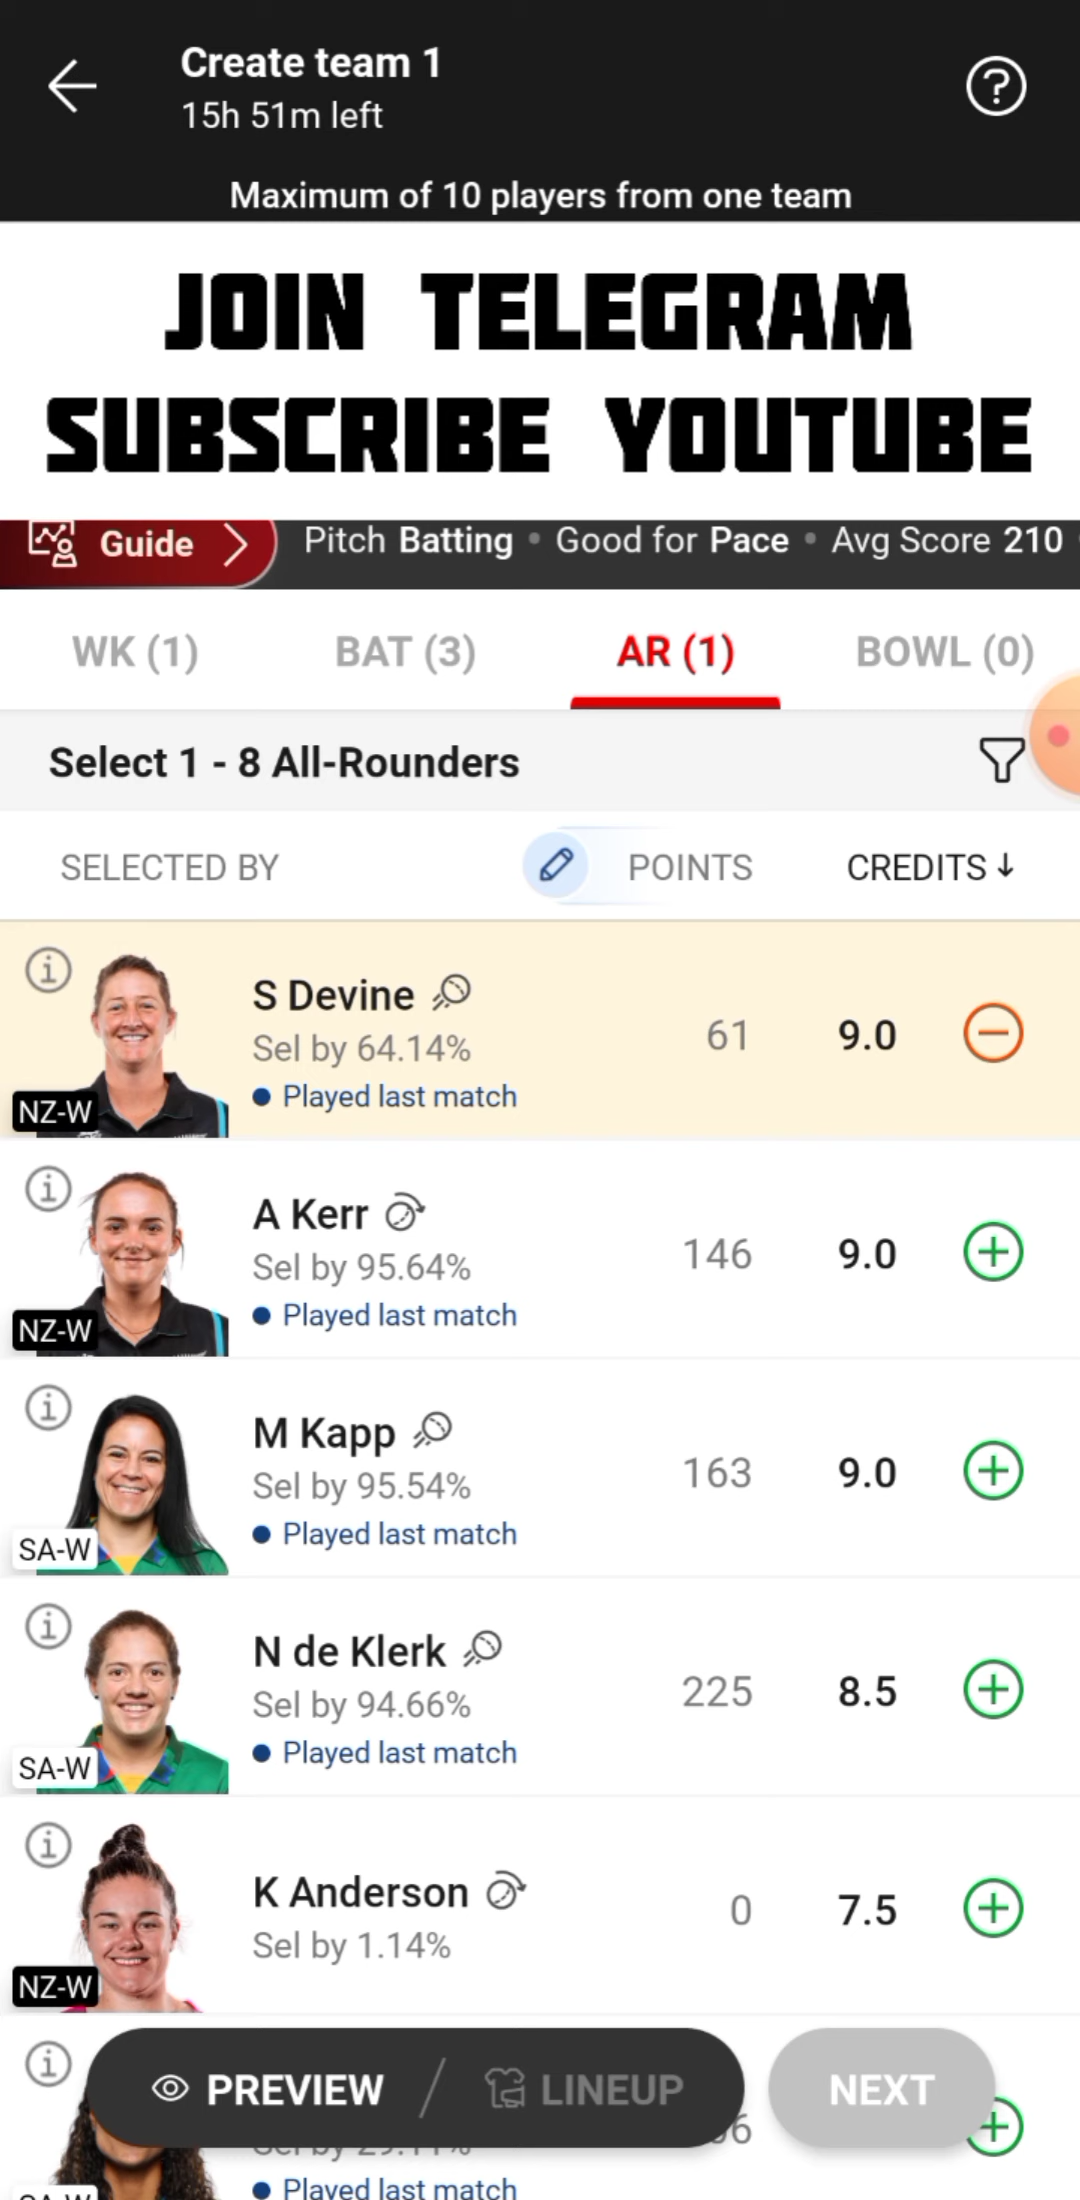 Create team 1
15h 51m left
Maximum of 10 players from one team
JOIN TELEGRAM
SUBSCRIBE YOUTUBE
Guide Pitch Batting • Good for Pace • Avg Score 210
WK (1) BAT (3) AR (1) BOWL (0)
Select 1 - 8 All-Rounders
SELECTED BY POINTS CREDITS ↓
S Devine
Sel by 64.14% 61 9.0
• Played last match
NZ-W
A Kerr
Sel by 95.64% 146 9.0
• Played last match
NZ-W
M Kapp
Sel by 95.54% 163 9.0
• Played last match
SA-W
N de Klerk
Sel by 94.66% 225 8.5
• Played last match
SA-W
K Anderson
Sel by 1.14% 0 7.5
NZ-W
PREVIEW / LINEUP NEXT
• Played last match